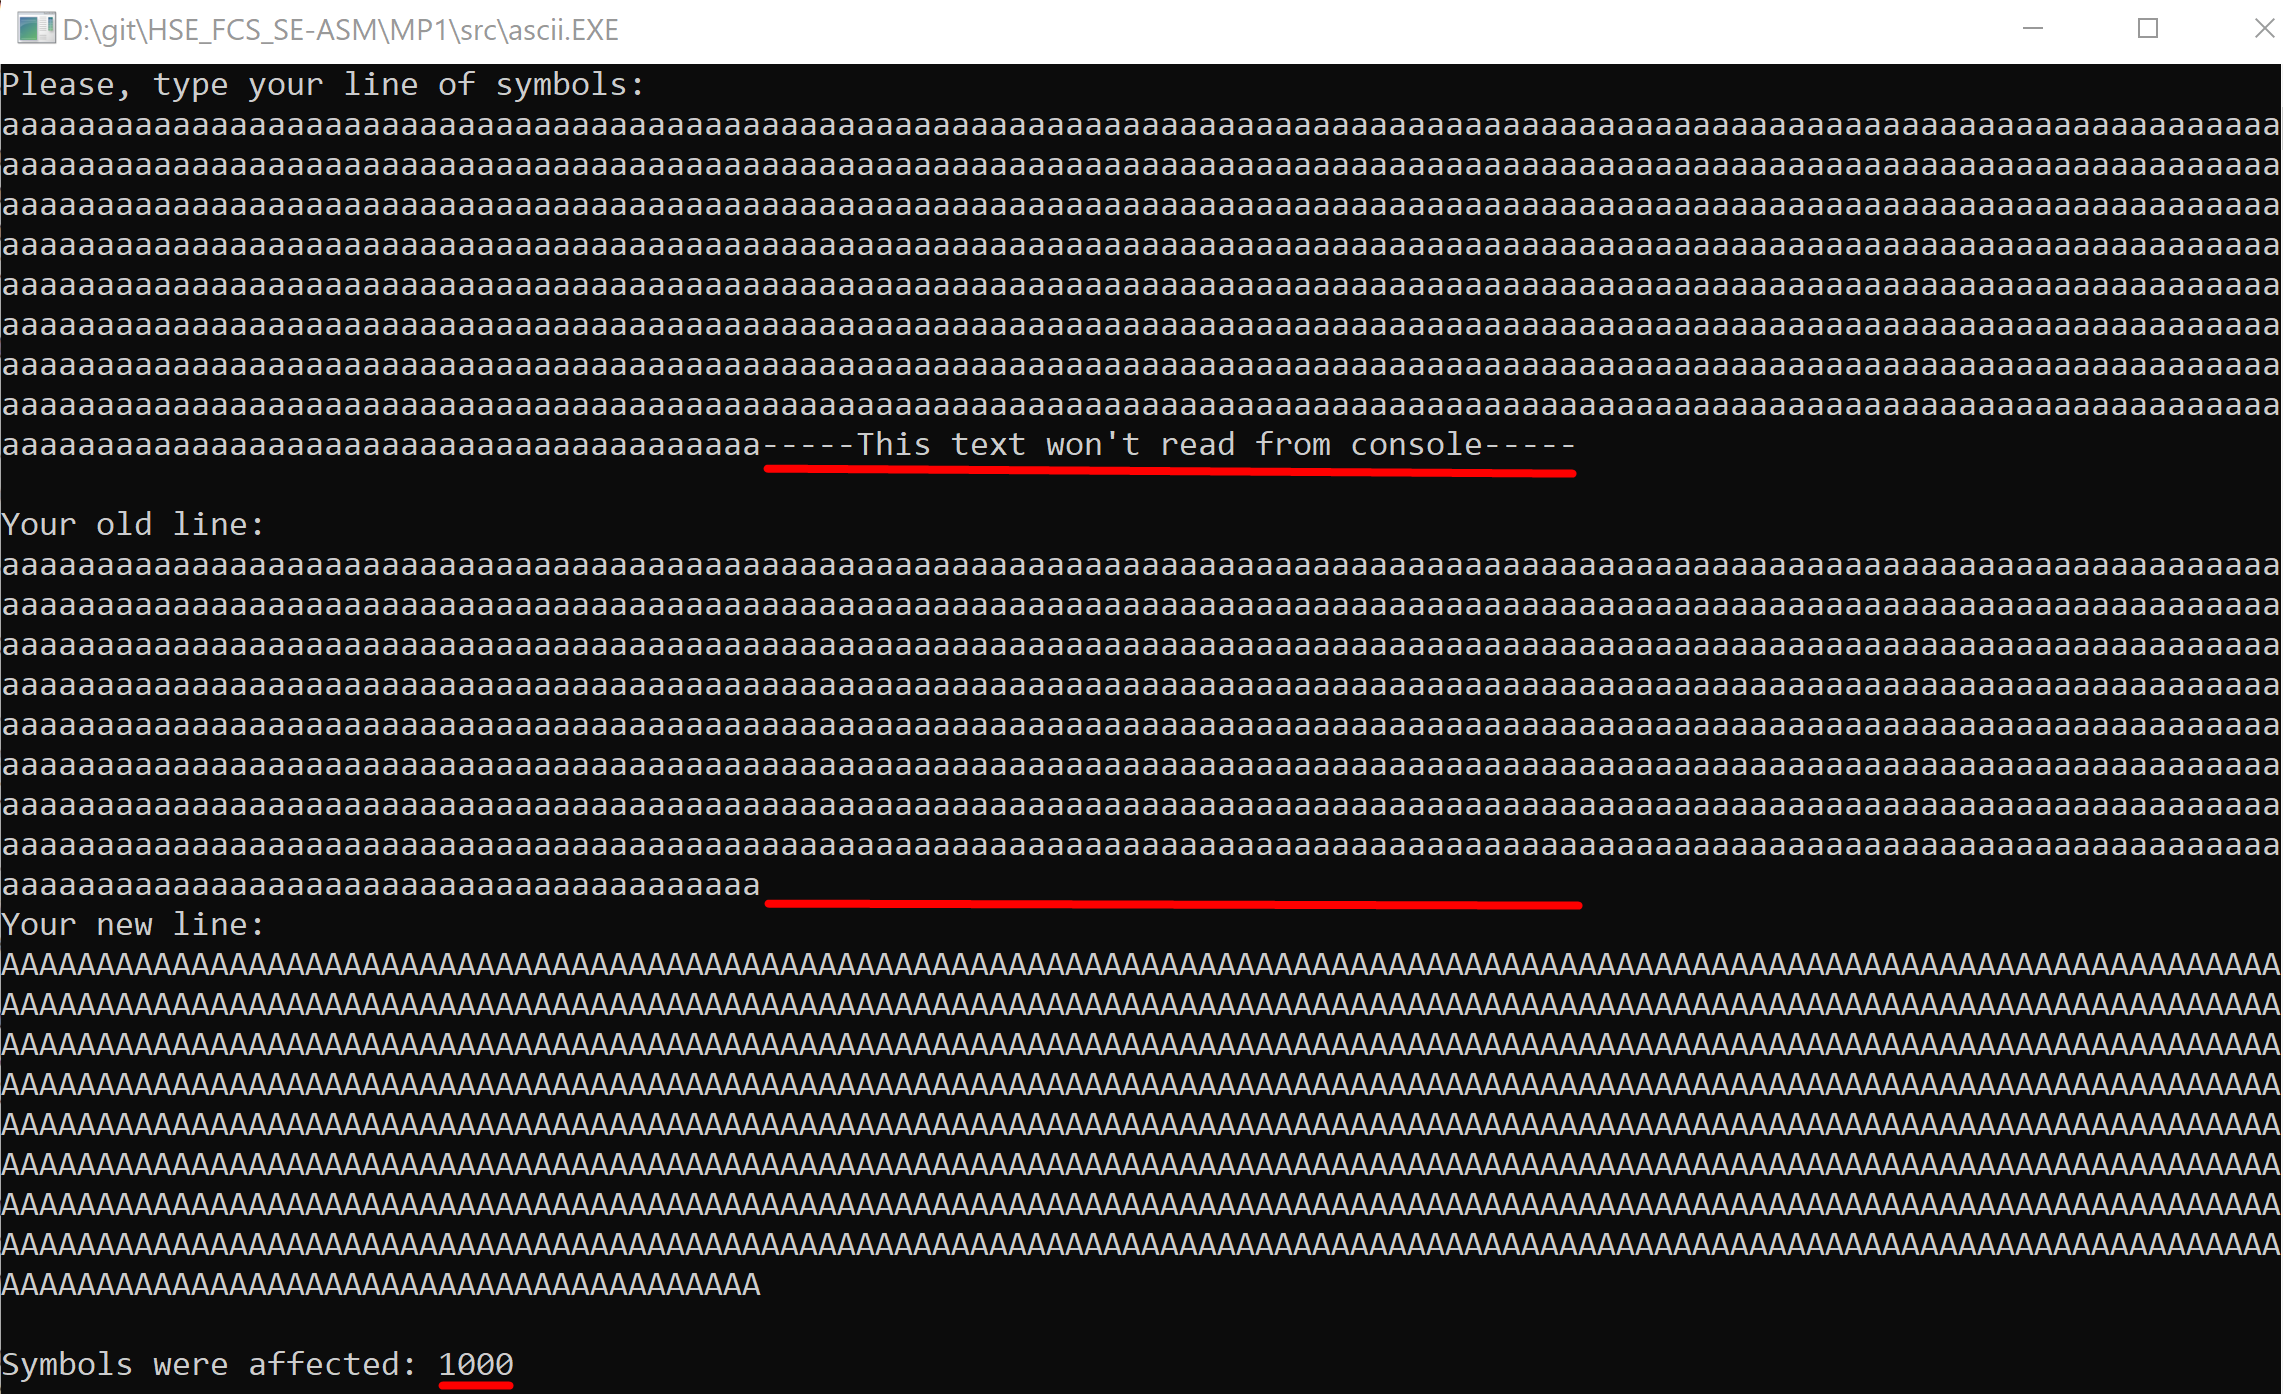 D:\git\HSE_FCS_SE-ASM\MP1\src\ascii.EXE
Please, type your line of symbols:
aaaaaaaaaaaaaaaaaaaaaaaaaaaaaaaaaaaaaaaaaaaaaaaaaaaaaaaaaaaaaaaaaaaaaaaaaaaaaaaaaaaaaaaaaaaaaaaaaaaaaaaaaaaaaaaaaaaaaaaa
aaaaaaaaaaaaaaaaaaaaaaaaaaaaaaaaaaaaaaaaaaaaaaaaaaaaaaaaaaaaaaaaaaaaaaaaaaaaaaaaaaaaaaaaaaaaaaaaaaaaaaaaaaaaaaaaaaaaaaaa
aaaaaaaaaaaaaaaaaaaaaaaaaaaaaaaaaaaaaaaaaaaaaaaaaaaaaaaaaaaaaaaaaaaaaaaaaaaaaaaaaaaaaaaaaaaaaaaaaaaaaaaaaaaaaaaaaaaaaaaa
aaaaaaaaaaaaaaaaaaaaaaaaaaaaaaaaaaaaaaaaaaaaaaaaaaaaaaaaaaaaaaaaaaaaaaaaaaaaaaaaaaaaaaaaaaaaaaaaaaaaaaaaaaaaaaaaaaaaaaaa
aaaaaaaaaaaaaaaaaaaaaaaaaaaaaaaaaaaaaaaaaaaaaaaaaaaaaaaaaaaaaaaaaaaaaaaaaaaaaaaaaaaaaaaaaaaaaaaaaaaaaaaaaaaaaaaaaaaaaaaa
aaaaaaaaaaaaaaaaaaaaaaaaaaaaaaaaaaaaaaaaaaaaaaaaaaaaaaaaaaaaaaaaaaaaaaaaaaaaaaaaaaaaaaaaaaaaaaaaaaaaaaaaaaaaaaaaaaaaaaaa
aaaaaaaaaaaaaaaaaaaaaaaaaaaaaaaaaaaaaaaaaaaaaaaaaaaaaaaaaaaaaaaaaaaaaaaaaaaaaaaaaaaaaaaaaaaaaaaaaaaaaaaaaaaaaaaaaaaaaaaa
aaaaaaaaaaaaaaaaaaaaaaaaaaaaaaaaaaaaaaaaaaaaaaaaaaaaaaaaaaaaaaaaaaaaaaaaaaaaaaaaaaaaaaaaaaaaaaaaaaaaaaaaaaaaaaaaaaaaaaaa
aaaaaaaaaaaaaaaaaaaaaaaaaaaaaaaaaaaaaaaa-----This text won't read from console-----
Your old line:
aaaaaaaaaaaaaaaaaaaaaaaaaaaaaaaaaaaaaaaaaaaaaaaaaaaaaaaaaaaaaaaaaaaaaaaaaaaaaaaaaaaaaaaaaaaaaaaaaaaaaaaaaaaaaaaaaaaaaaaa
aaaaaaaaaaaaaaaaaaaaaaaaaaaaaaaaaaaaaaaaaaaaaaaaaaaaaaaaaaaaaaaaaaaaaaaaaaaaaaaaaaaaaaaaaaaaaaaaaaaaaaaaaaaaaaaaaaaaaaaa
aaaaaaaaaaaaaaaaaaaaaaaaaaaaaaaaaaaaaaaaaaaaaaaaaaaaaaaaaaaaaaaaaaaaaaaaaaaaaaaaaaaaaaaaaaaaaaaaaaaaaaaaaaaaaaaaaaaaaaaa
aaaaaaaaaaaaaaaaaaaaaaaaaaaaaaaaaaaaaaaaaaaaaaaaaaaaaaaaaaaaaaaaaaaaaaaaaaaaaaaaaaaaaaaaaaaaaaaaaaaaaaaaaaaaaaaaaaaaaaaa
aaaaaaaaaaaaaaaaaaaaaaaaaaaaaaaaaaaaaaaaaaaaaaaaaaaaaaaaaaaaaaaaaaaaaaaaaaaaaaaaaaaaaaaaaaaaaaaaaaaaaaaaaaaaaaaaaaaaaaaa
aaaaaaaaaaaaaaaaaaaaaaaaaaaaaaaaaaaaaaaaaaaaaaaaaaaaaaaaaaaaaaaaaaaaaaaaaaaaaaaaaaaaaaaaaaaaaaaaaaaaaaaaaaaaaaaaaaaaaaaa
aaaaaaaaaaaaaaaaaaaaaaaaaaaaaaaaaaaaaaaaaaaaaaaaaaaaaaaaaaaaaaaaaaaaaaaaaaaaaaaaaaaaaaaaaaaaaaaaaaaaaaaaaaaaaaaaaaaaaaaa
aaaaaaaaaaaaaaaaaaaaaaaaaaaaaaaaaaaaaaaaaaaaaaaaaaaaaaaaaaaaaaaaaaaaaaaaaaaaaaaaaaaaaaaaaaaaaaaaaaaaaaaaaaaaaaaaaaaaaaaa
aaaaaaaaaaaaaaaaaaaaaaaaaaaaaaaaaaaaaaaa
Your new line:
AAAAAAAAAAAAAAAAAAAAAAAAAAAAAAAAAAAAAAAAAAAAAAAAAAAAAAAAAAAAAAAAAAAAAAAAAAAAAAAAAAAAAAAAAAAAAAAAAAAAAAAAAAAAAAAAAAAAAAAA
AAAAAAAAAAAAAAAAAAAAAAAAAAAAAAAAAAAAAAAAAAAAAAAAAAAAAAAAAAAAAAAAAAAAAAAAAAAAAAAAAAAAAAAAAAAAAAAAAAAAAAAAAAAAAAAAAAAAAAAA
AAAAAAAAAAAAAAAAAAAAAAAAAAAAAAAAAAAAAAAAAAAAAAAAAAAAAAAAAAAAAAAAAAAAAAAAAAAAAAAAAAAAAAAAAAAAAAAAAAAAAAAAAAAAAAAAAAAAAAAA
AAAAAAAAAAAAAAAAAAAAAAAAAAAAAAAAAAAAAAAAAAAAAAAAAAAAAAAAAAAAAAAAAAAAAAAAAAAAAAAAAAAAAAAAAAAAAAAAAAAAAAAAAAAAAAAAAAAAAAAA
AAAAAAAAAAAAAAAAAAAAAAAAAAAAAAAAAAAAAAAAAAAAAAAAAAAAAAAAAAAAAAAAAAAAAAAAAAAAAAAAAAAAAAAAAAAAAAAAAAAAAAAAAAAAAAAAAAAAAAAA
AAAAAAAAAAAAAAAAAAAAAAAAAAAAAAAAAAAAAAAAAAAAAAAAAAAAAAAAAAAAAAAAAAAAAAAAAAAAAAAAAAAAAAAAAAAAAAAAAAAAAAAAAAAAAAAAAAAAAAAA
AAAAAAAAAAAAAAAAAAAAAAAAAAAAAAAAAAAAAAAAAAAAAAAAAAAAAAAAAAAAAAAAAAAAAAAAAAAAAAAAAAAAAAAAAAAAAAAAAAAAAAAAAAAAAAAAAAAAAAAA
AAAAAAAAAAAAAAAAAAAAAAAAAAAAAAAAAAAAAAAAAAAAAAAAAAAAAAAAAAAAAAAAAAAAAAAAAAAAAAAAAAAAAAAAAAAAAAAAAAAAAAAAAAAAAAAAAAAAAAAA
AAAAAAAAAAAAAAAAAAAAAAAAAAAAAAAAAAAAAAAA
Symbols were affected: 1000